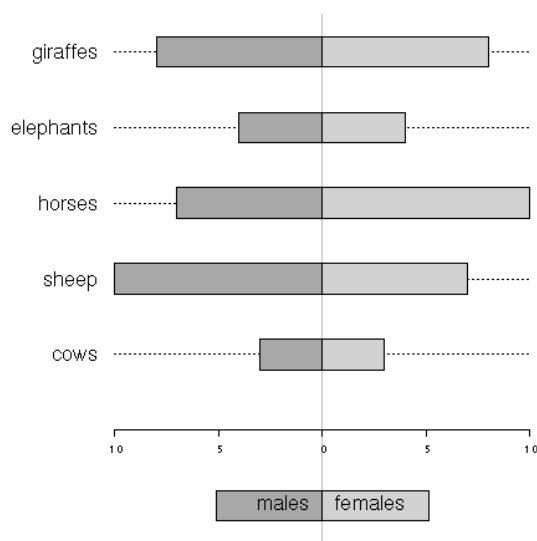 giraffes
elephants
horses
sheep
cows
10 5 0 5 10
males females